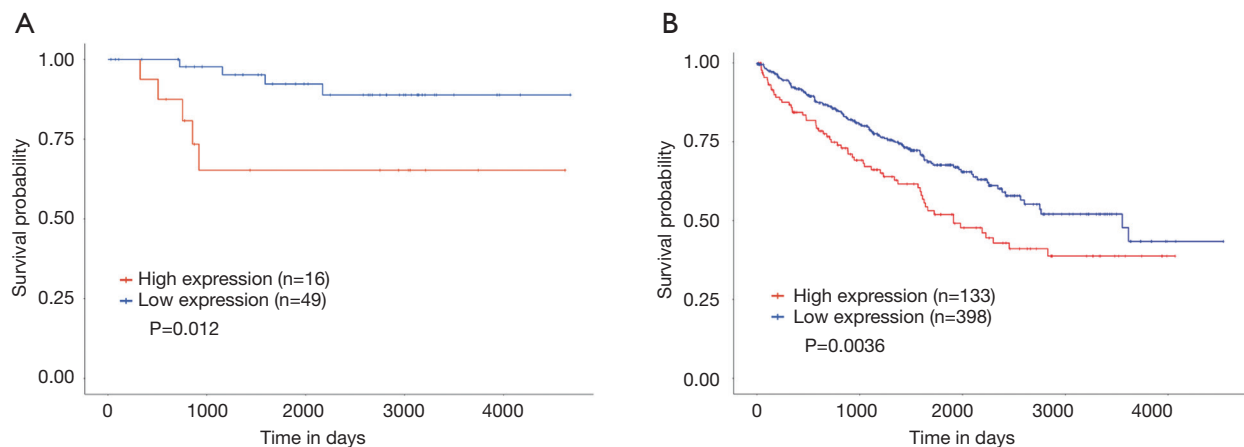 A
1.00
0.75
0.50
0.25
0.00
Survival probability
High expression (n=16)
Low expression (n=49)
P=0.012
0 1000 2000 3000 4000
Time in days
B
1.00
0.75
0.50
0.25
0.00
Survival probability
High expression (n=133)
Low expression (n=398)
P=0.0036
0 1000 2000 3000 4000
Time in days